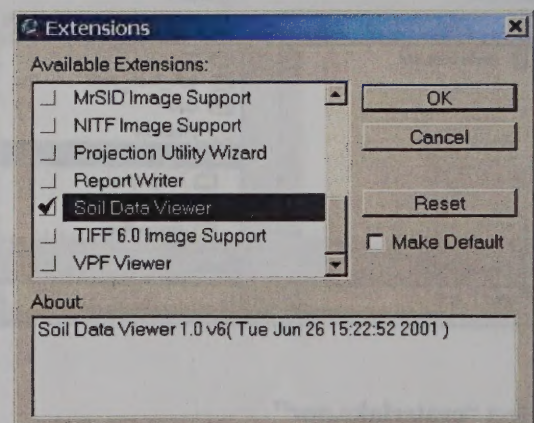 Extensions
Available Extensions:
MrSID Image Support
NITF Image Support
Projection Utility Wizard
Report Writer
Soil Data Viewer
TIFF 6.0 Image Support
VPF Viewer
OK
Cancel
Reset
Make Default
About:
Soil Data Viewer 1.0 v6( Tue Jun 26 15:22:52 2001 )